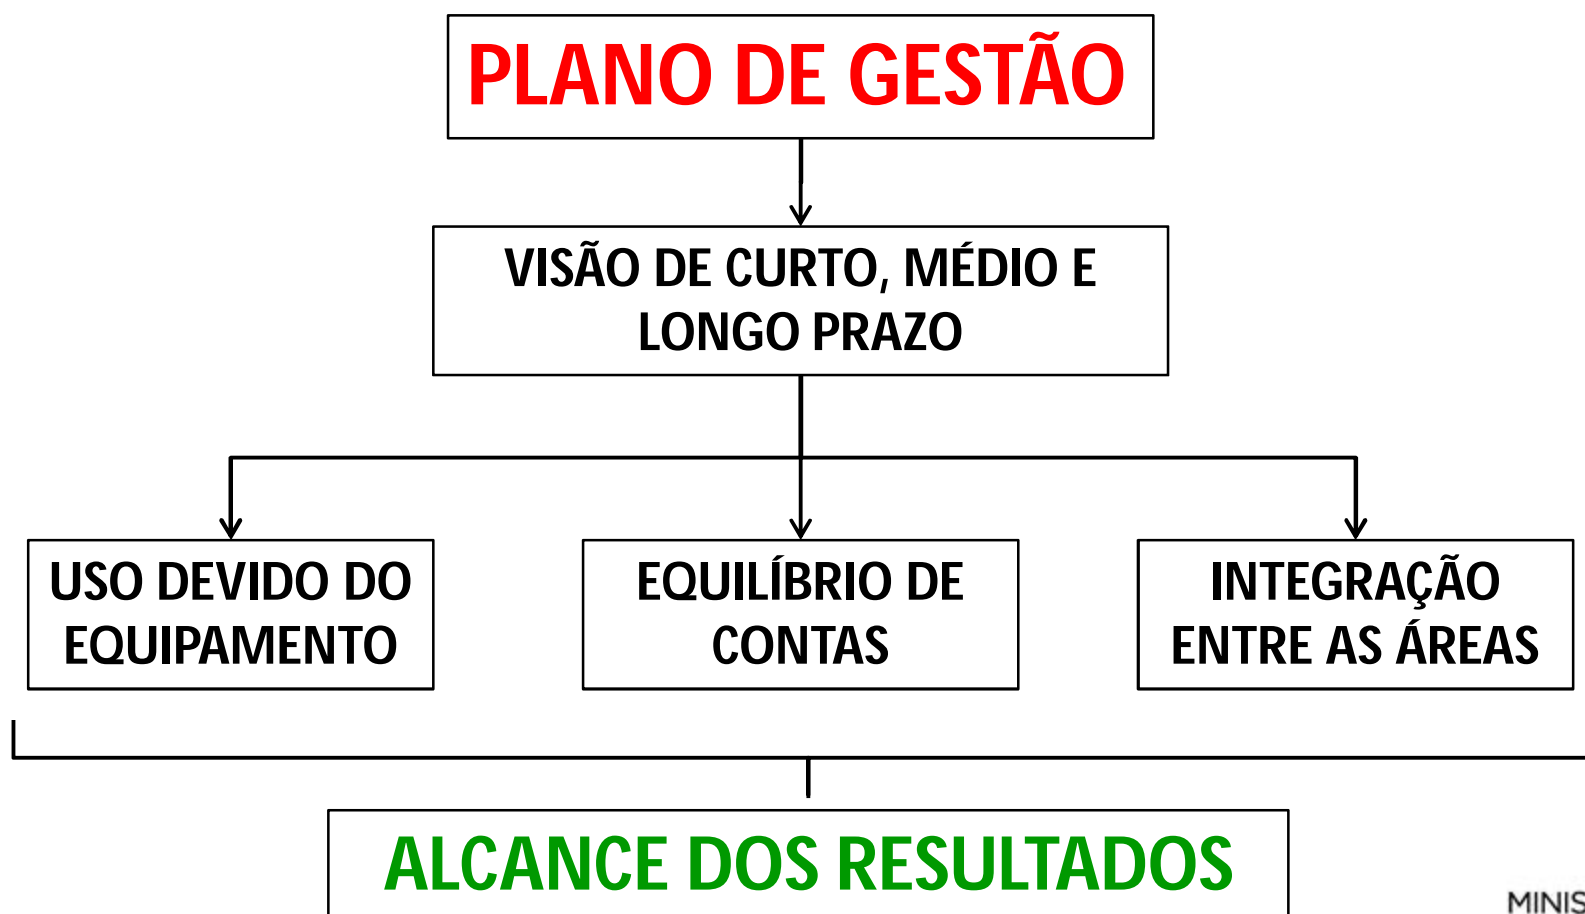 PLANO DE GESTÃO
VISÃO DE CURTO, MÉDIO E
LONGO PRAZO
USO DEVIDO DO
EQUIPAMENTO
EQUILÍBRIO DE
CONTAS
INTEGRAÇÃO
ENTRE AS ÁREAS
ALCANCE DOS RESULTADOS
MINIS